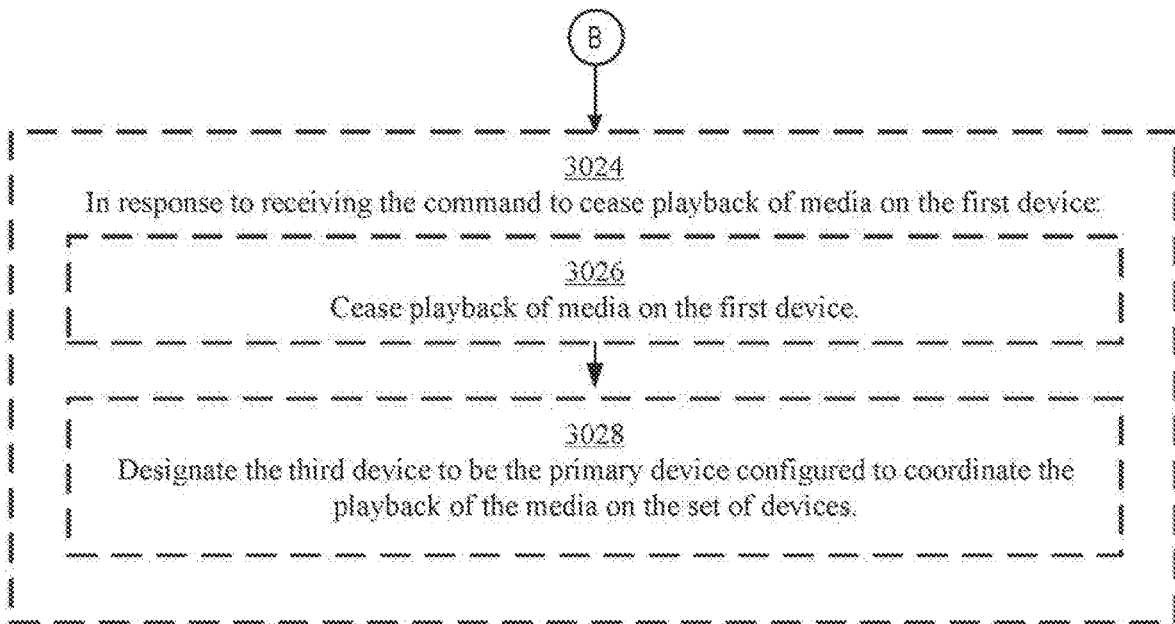 B
3024
In response to receiving the command to cease playback of media on the first device:
3026
Cease playback of media on the first device.
3028
Designate the third device to be the primary device configured to coordinate the
playback of the media on the set of devices.